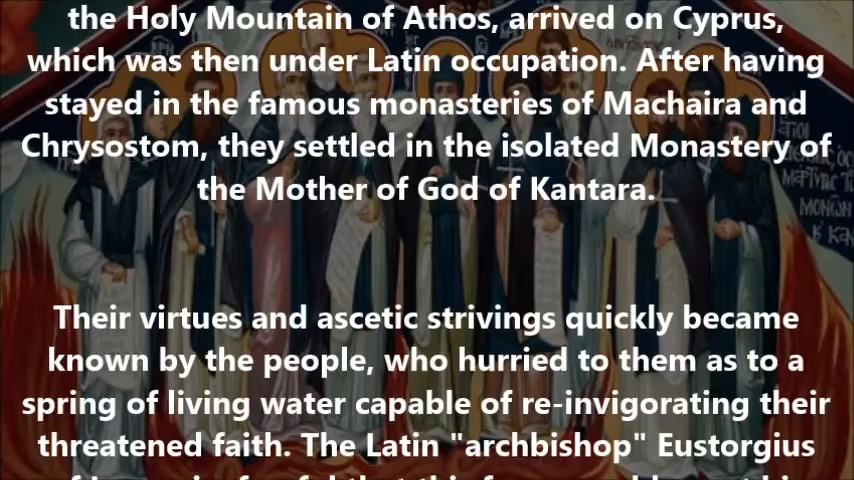 the Holy Mountain of Athos, arrived on Cyprus,
which was then under Latin occupation. After having
stayed in the famous monasteries of Machaira and
Chrysostom, they settled in the isolated Monastery of
the Mother of God of Kantara.
Their virtues and ascetic strivings quickly became
known by the people, who hurried to them as to a
spring of living water capable of re-invigorating their
threatened faith. The Latin "archbishop" Eustorgius